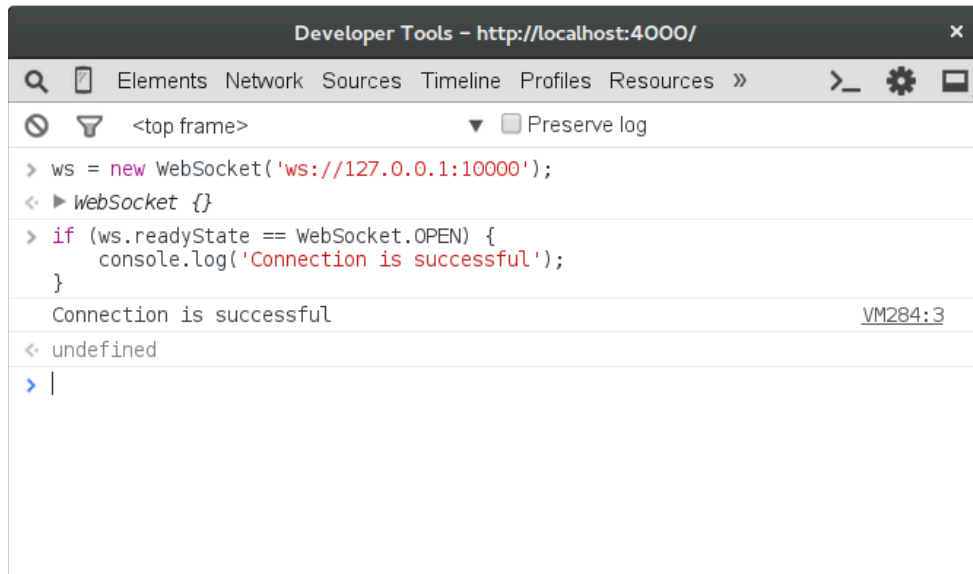 Developer Tools – http://localhost:4000/ ×
Elements Network Sources Timeline Profiles Resources »
<top frame> ▼ Preserve log
> ws = new WebSocket('ws://127.0.0.1:10000');
WebSocket {}
> if (ws.readyState == WebSocket.OPEN) {
console.log('Connection is successful');
}
Connection is successful VM284:3
undefined
>